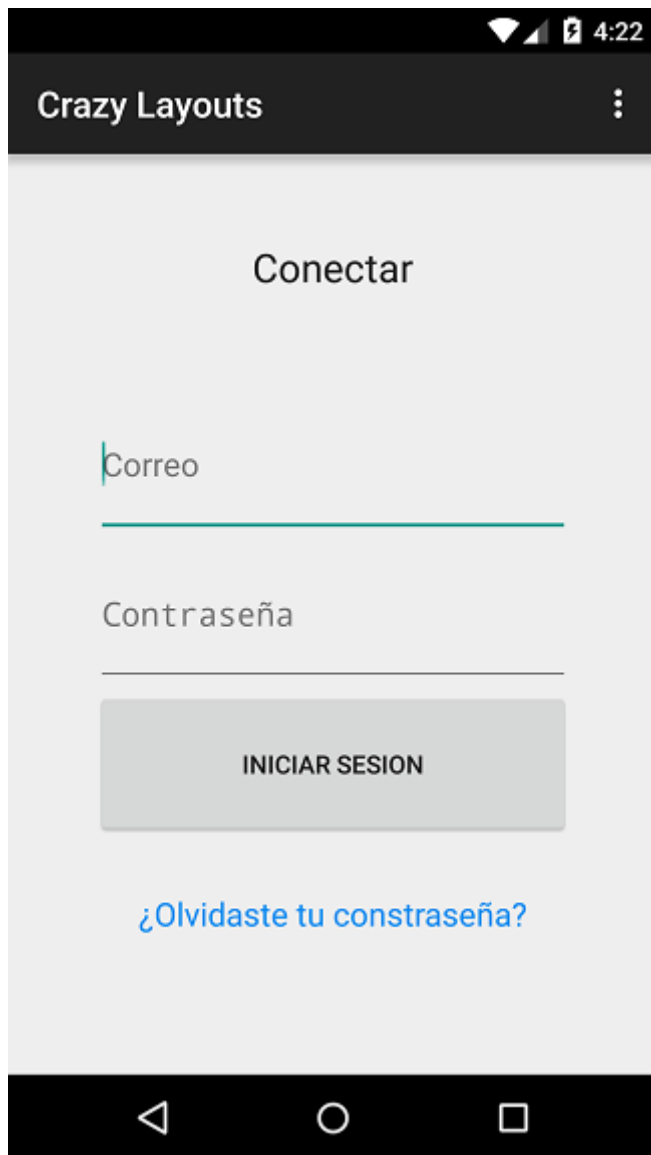 4:22
Crazy Layouts
Conectar
Correo
Contraseña
INICIAR SESION
¿Olvidaste tu constraseña?